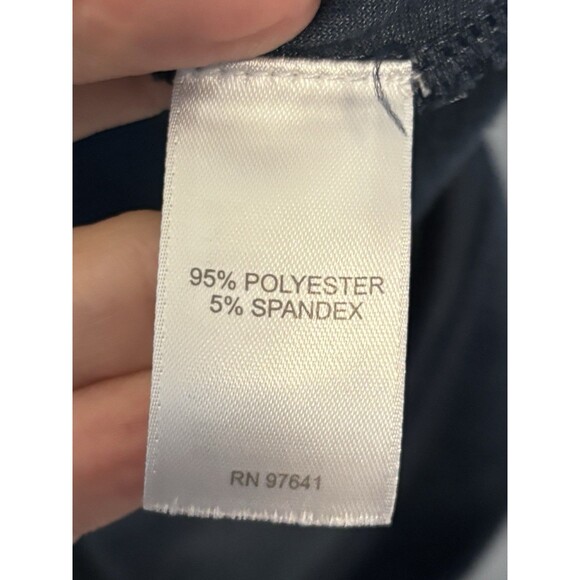 95% POLYESTER
5% SPANDEX
RN 97641